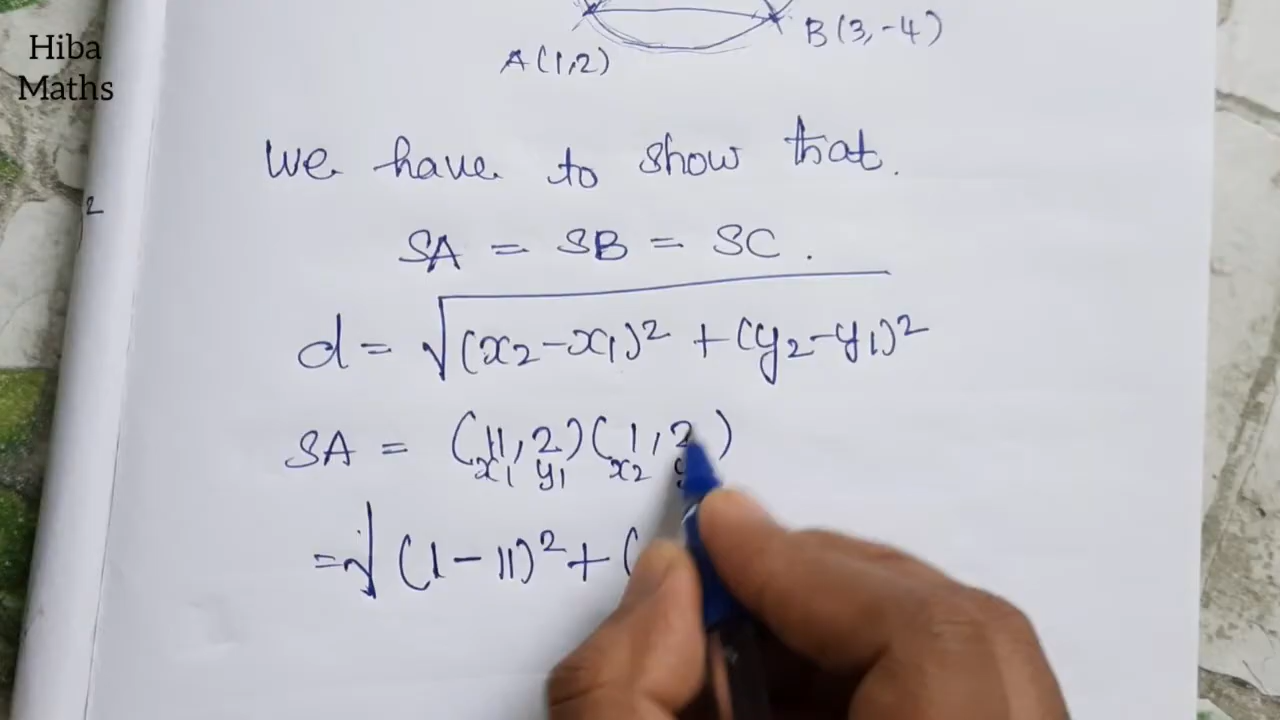 Hiba
Maths
A(1,2)
B(3,-4)
We have to show that.
2
SA = SB = SC.
d = √(x₂-x₁)² + (y₂-y₁)²
SA = (11,2)(1,2)
x₁ y₁ x₂ y
=√(1-11)²+(